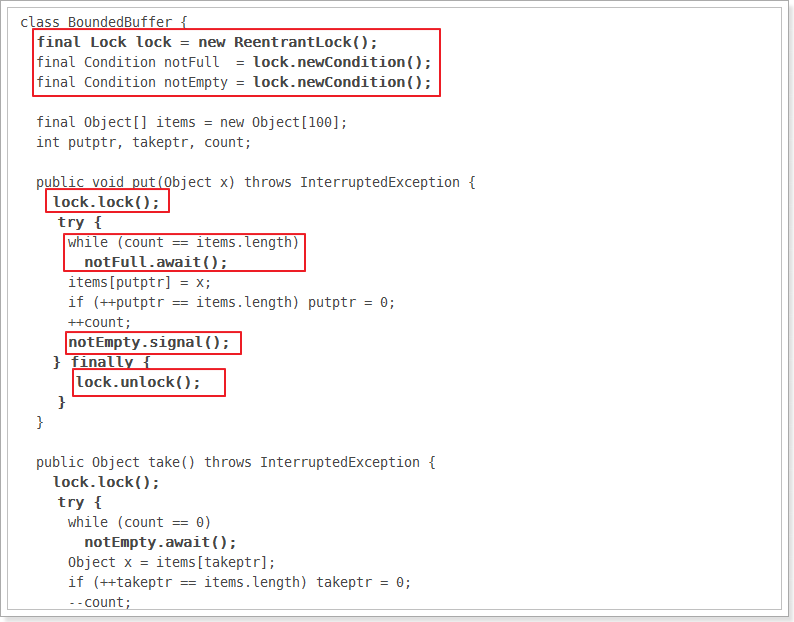 class BoundedBuffer {
final Lock lock = new ReentrantLock();
final Condition notFull  = lock.newCondition();
final Condition notEmpty = lock.newCondition();
final Object[] items = new Object[100];
int putptr, takeptr, count;
public void put(Object x) throws InterruptedException {
lock.lock();
try {
while (count == items.length)
notFull.await();
items[putptr] = x;
if (++putptr == items.length) putptr = 0;
++count;
notEmpty.signal();
} finally {
lock.unlock();
}
}
public Object take() throws InterruptedException {
lock.lock();
try {
while (count == 0)
notEmpty.await();
Object x = items[takeptr];
if (++takeptr == items.length) takeptr = 0;
--count;